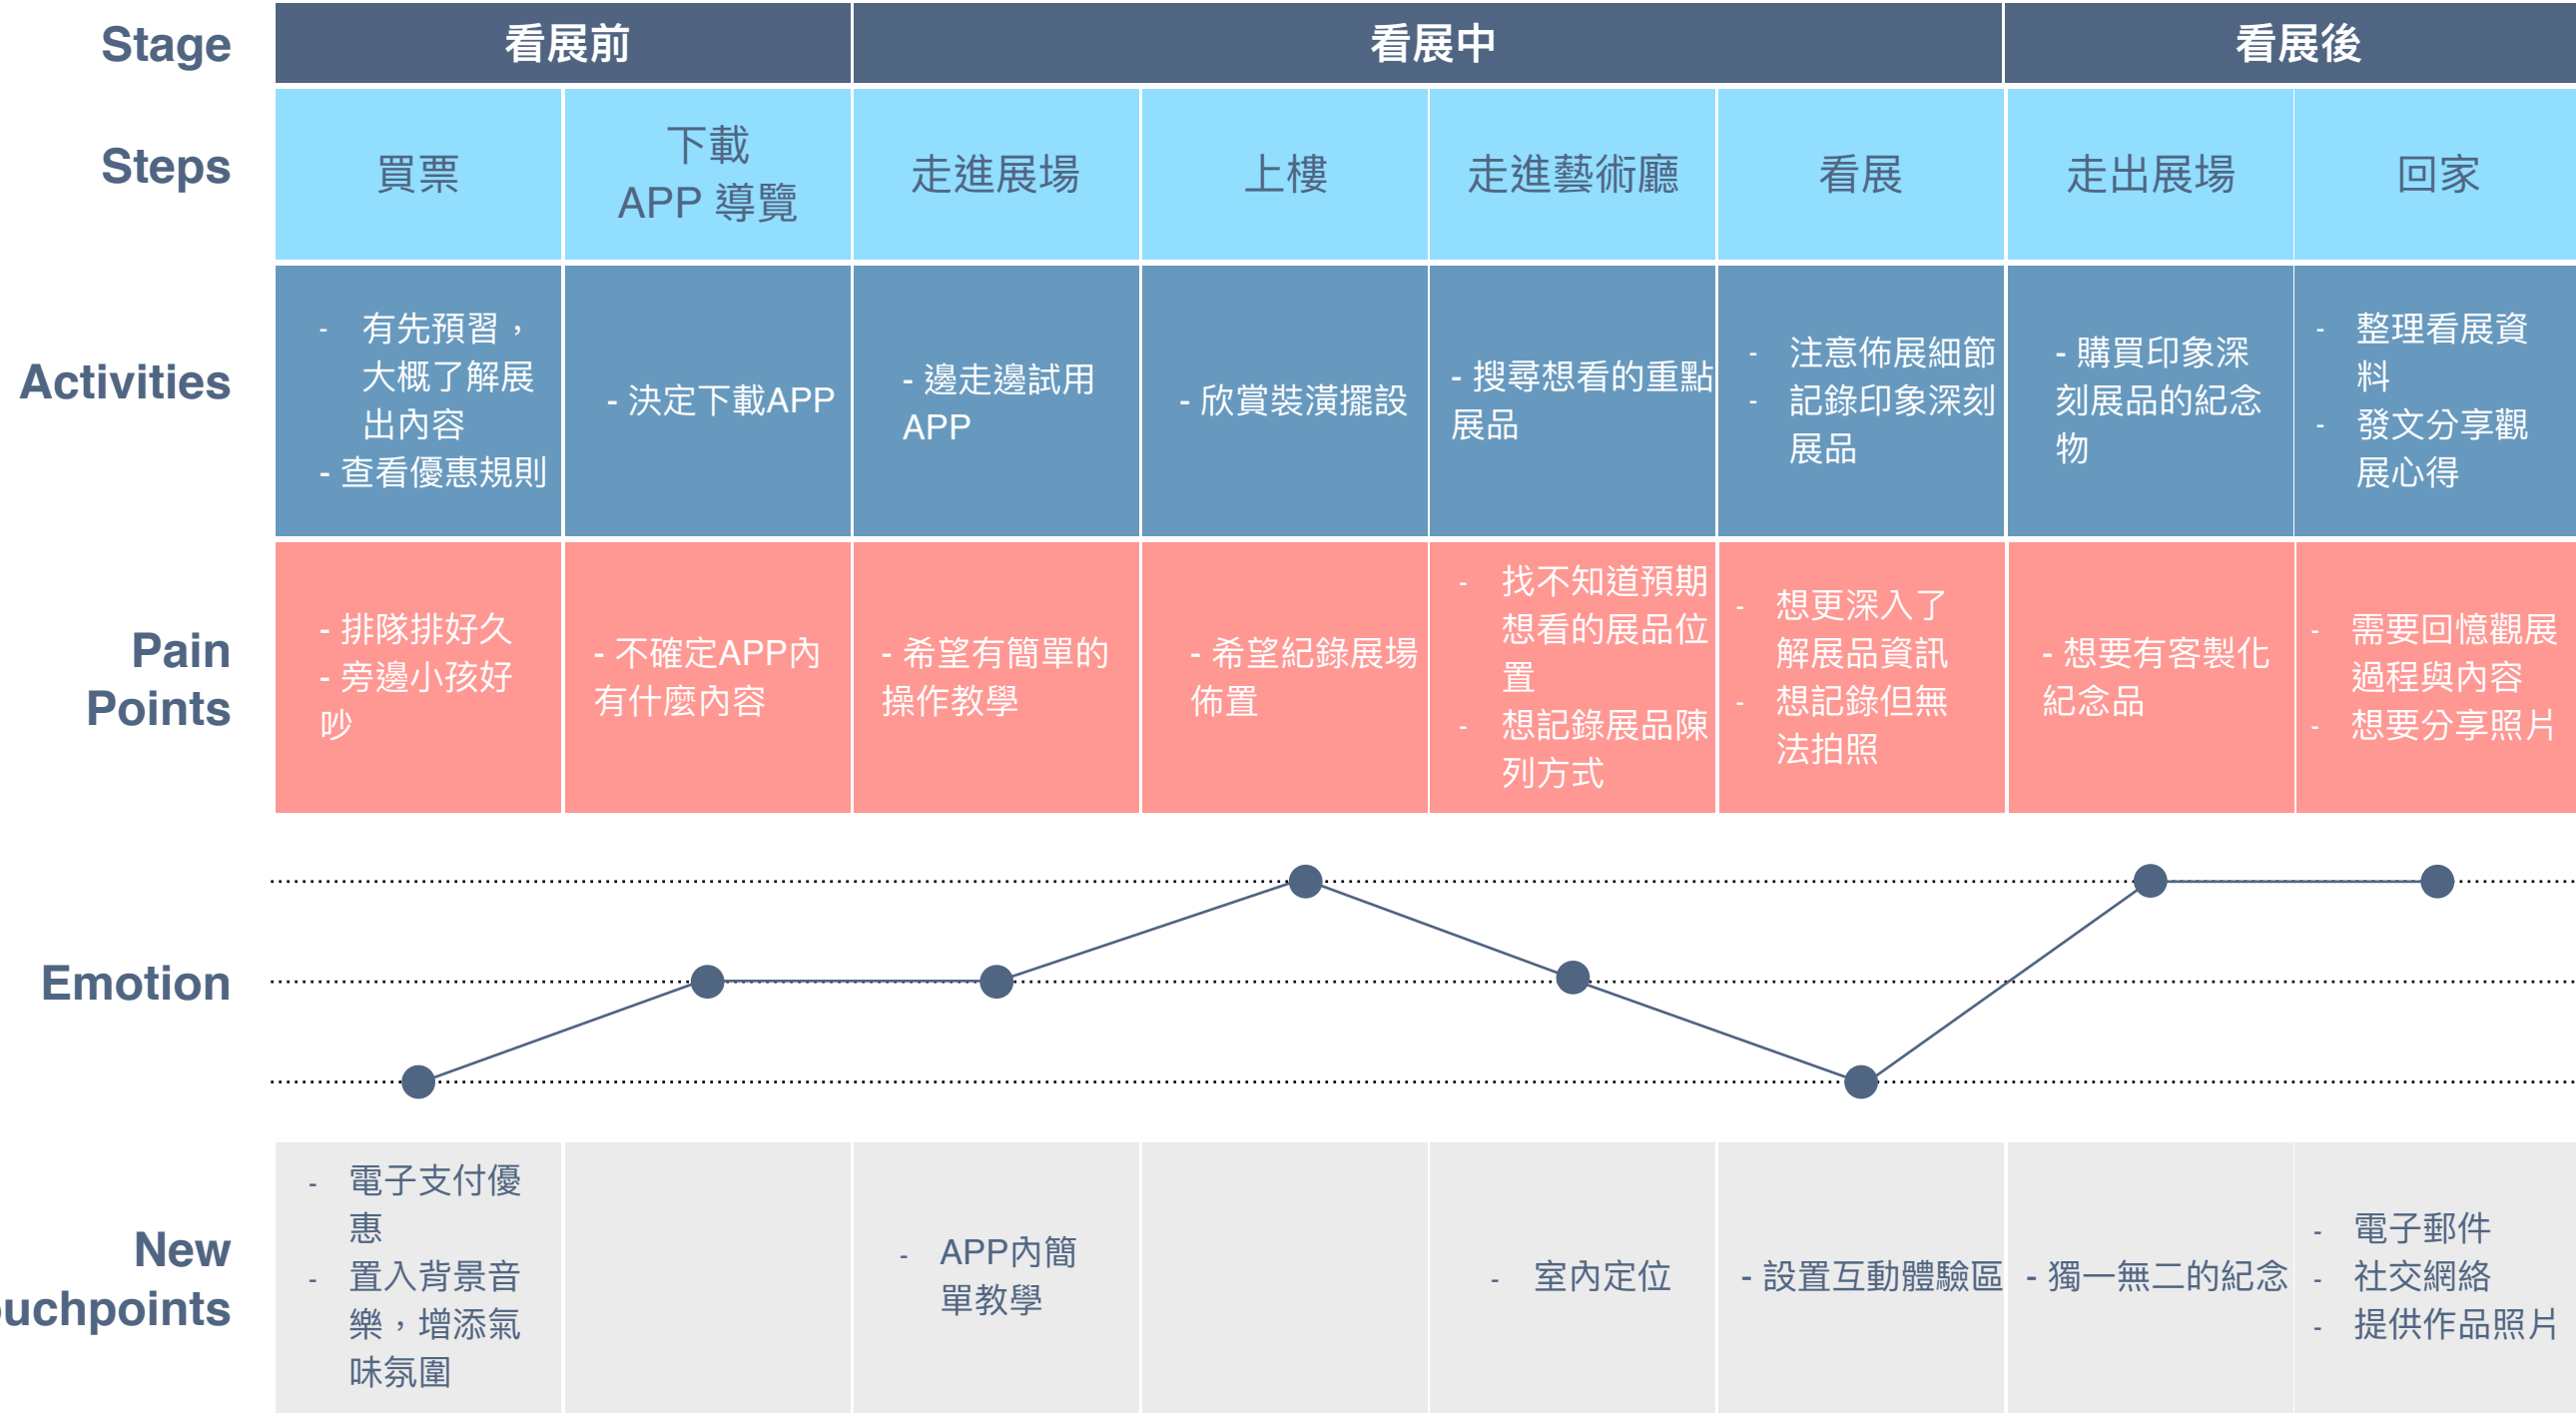 Stage
看展前
看展中
看展後
Steps
買票
下載
APP 導覽
走進展場
上樓
走進藝術廳
看展
走出展場
回家
Activities
- 有先預習，
大概了解展
出內容
- 查看優惠規則
- 決定下載APP
- 邊走邊試用
APP
- 欣賞裝潢擺設
- 搜尋想看的重點
展品
- 注意佈展細節
- 記錄印象深刻
展品
- 購買印象深
刻展品的紀念
物
- 整理看展資
料
- 發文分享觀
展心得
Pain
Points
- 排隊排好久
- 旁邊小孩好
吵
- 不確定APP內
有什麼內容
- 希望有簡單的
操作教學
- 希望紀錄展場
佈置
- 找不知道預期
想看的展品位
置
- 想記錄展品陳
列方式
- 想更深入了
解展品資訊
- 想記錄但無
法拍照
- 想要有客製化
紀念品
- 需要回憶觀展
過程與內容
- 想要分享照片
Emotion
New
uchpoints
- 電子支付優
惠
- 置入背景音
樂，增添氣
味氛圍
- APP內簡
單教學
- 室內定位
- 設置互動體驗區
- 獨一無二的紀念
- 電子郵件
- 社交網絡
- 提供作品照片